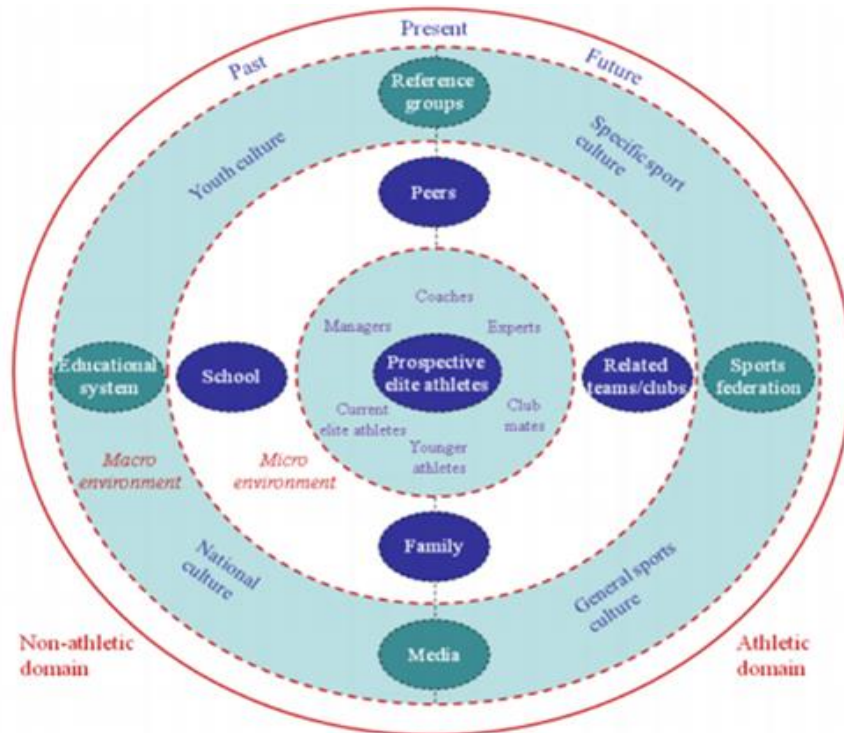 Present
Past
Future
Reference
groups
Youth culture
Specific sport
culture
Peers
Coaches
Managers
Experts
Educational
system
School
Prospective
elite athletes
Related
teams/clubs
Sports
federation
Current
elite athletes
Club
mates
Younger
athletes
Macro
environment
Micro
environment
Family
National
culture
General sports
culture
Non-athletic
domain
Media
Athletic
domain